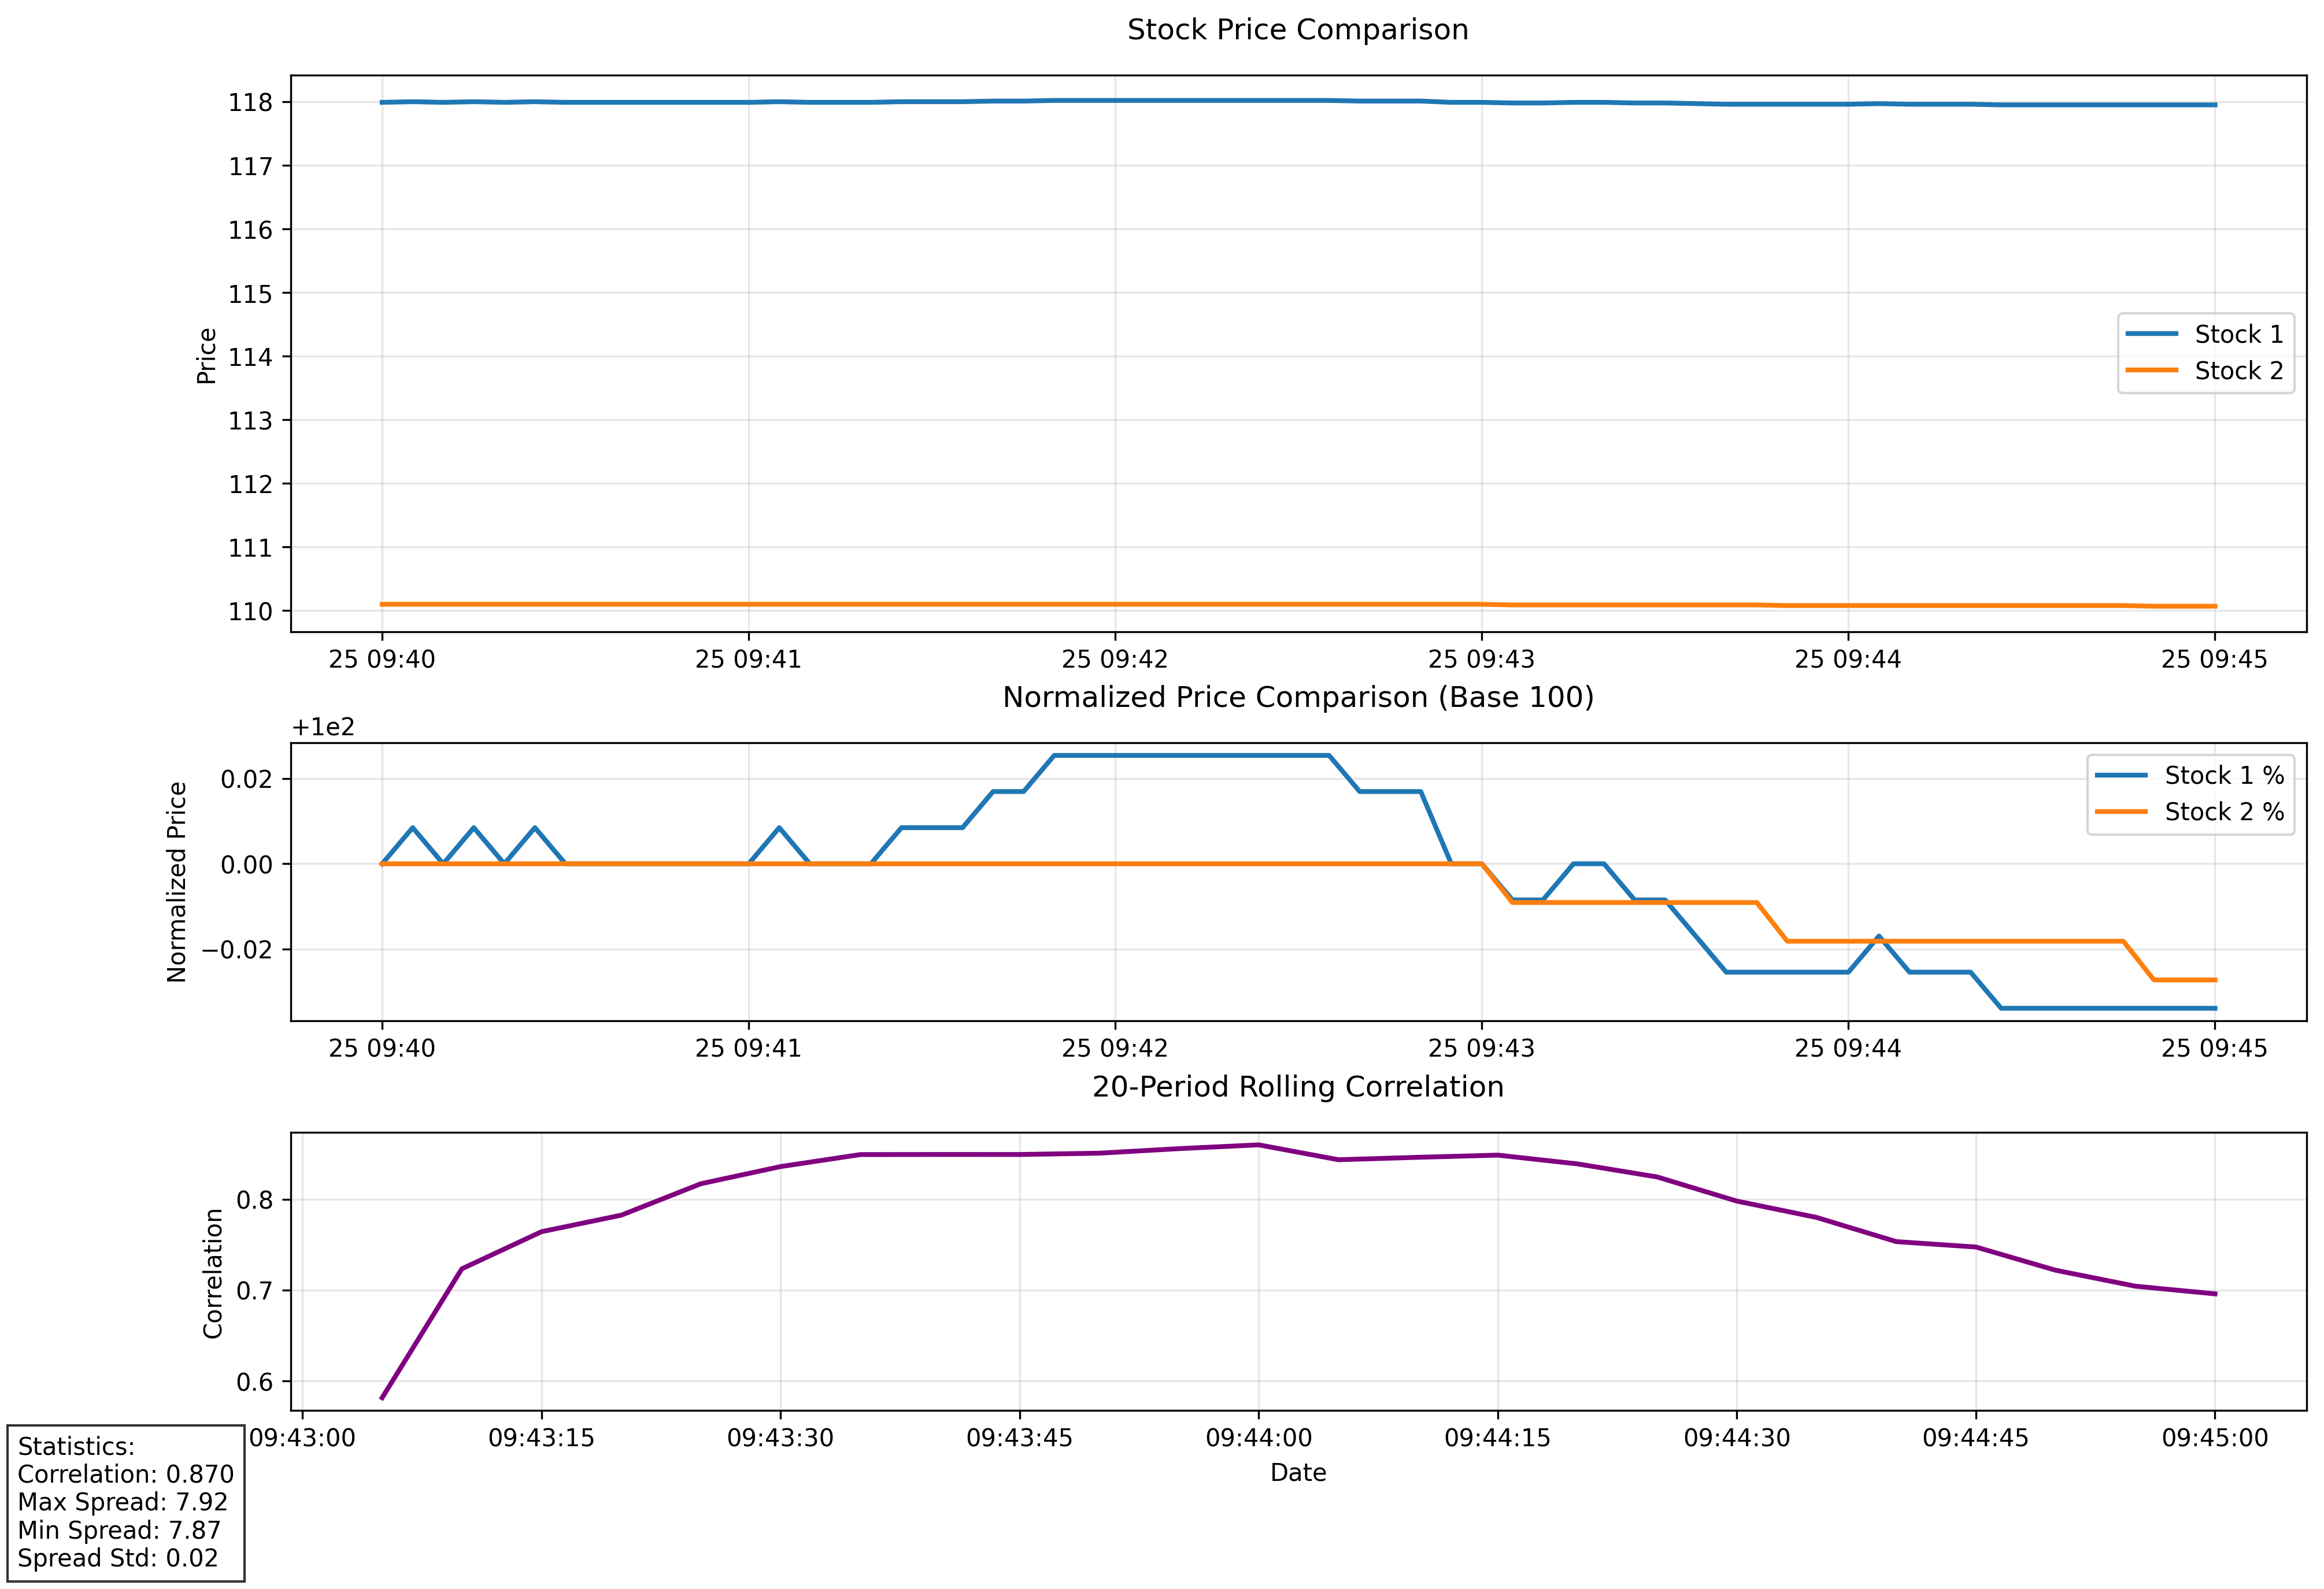 Stock Price Comparison
118
117
116
115
114
113
112
111
110
Price
Stock 1
Stock 2
25 09:40
25 09:41
25 09:42
25 09:43
25 09:44
25 09:45
Normalized Price Comparison (Base 100)
+1e2
0.02
0.00
−0.02
Normalized Price
Stock 1 %
Stock 2 %
25 09:40
25 09:41
25 09:42
25 09:43
25 09:44
25 09:45
20-Period Rolling Correlation
0.8
0.7
0.6
Correlation
09:43:00
09:43:15
09:43:30
09:43:45
09:44:00
09:44:15
09:44:30
09:44:45
09:45:00
Date
Statistics:
Correlation: 0.870
Max Spread: 7.92
Min Spread: 7.87
Spread Std: 0.02